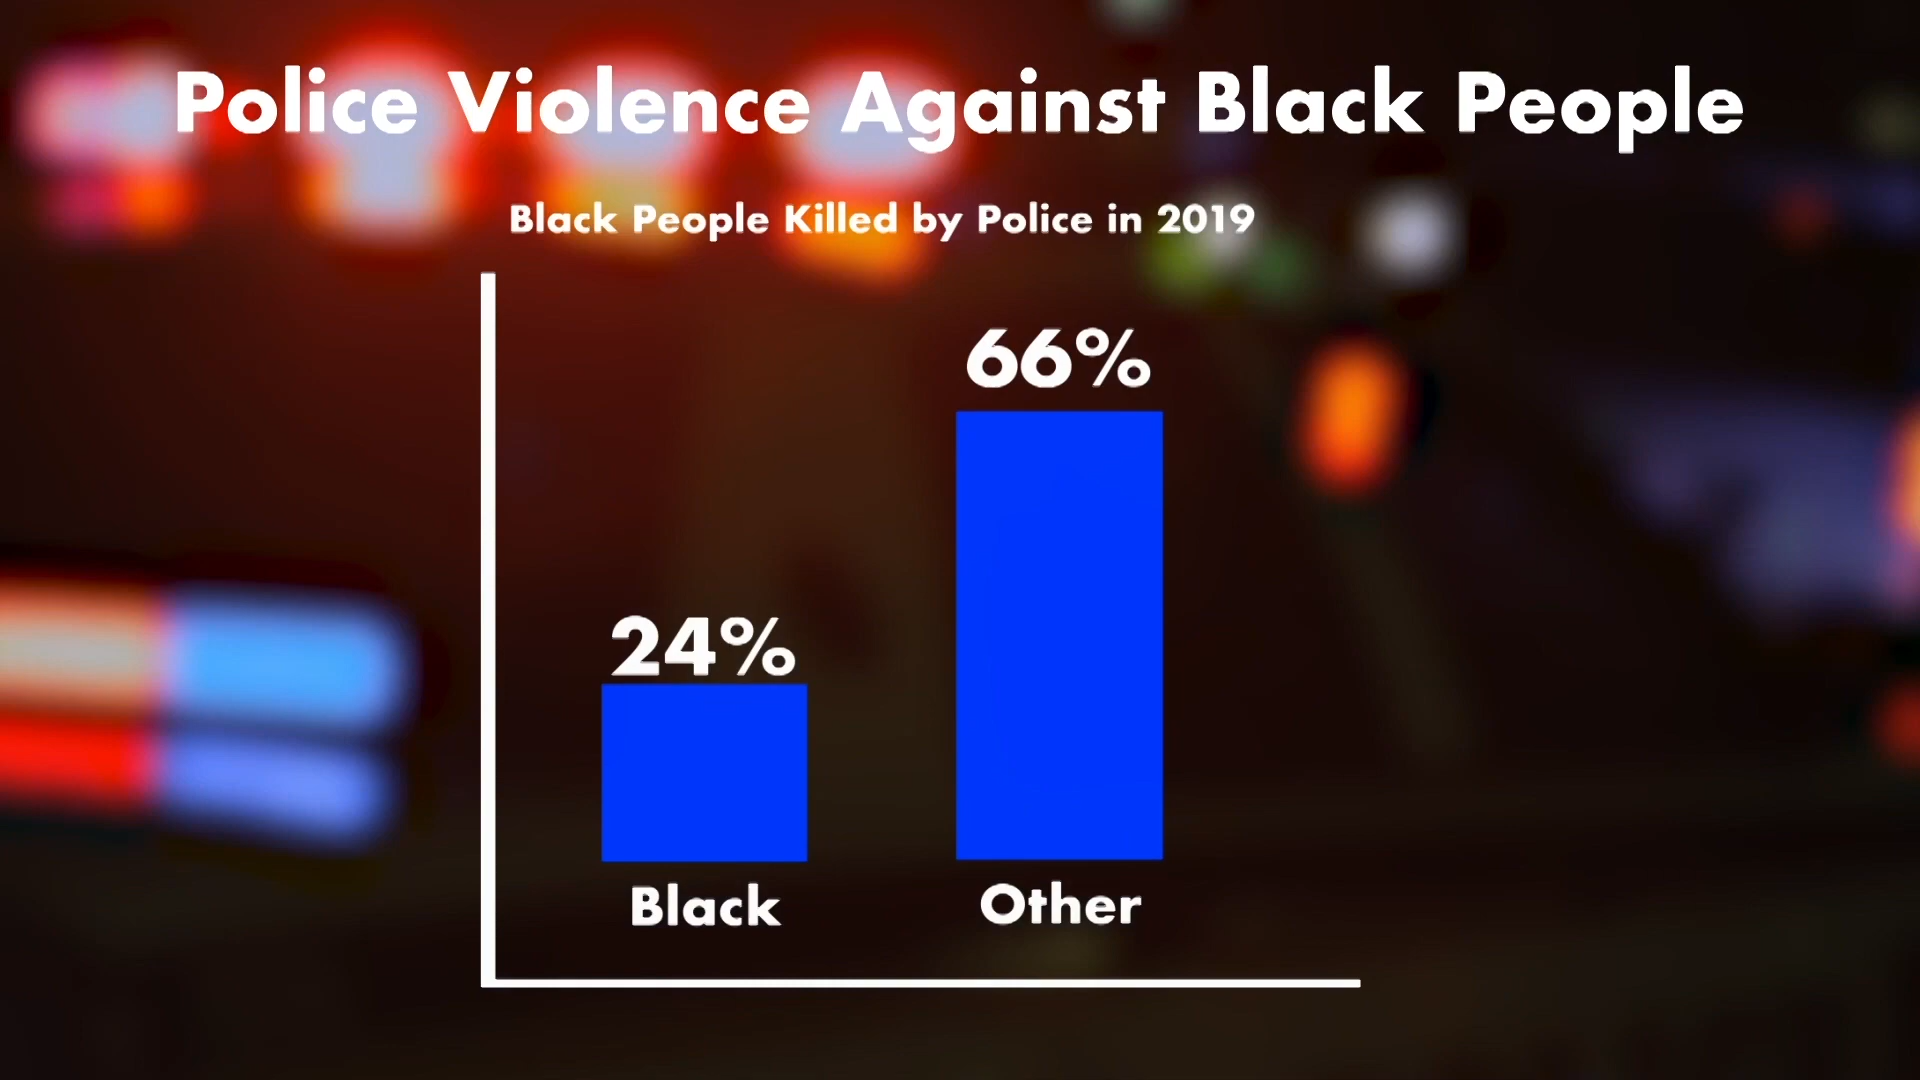 Police Violence Against Black People
Black People Killed by Police in 2019
66%
24%
Black
Other